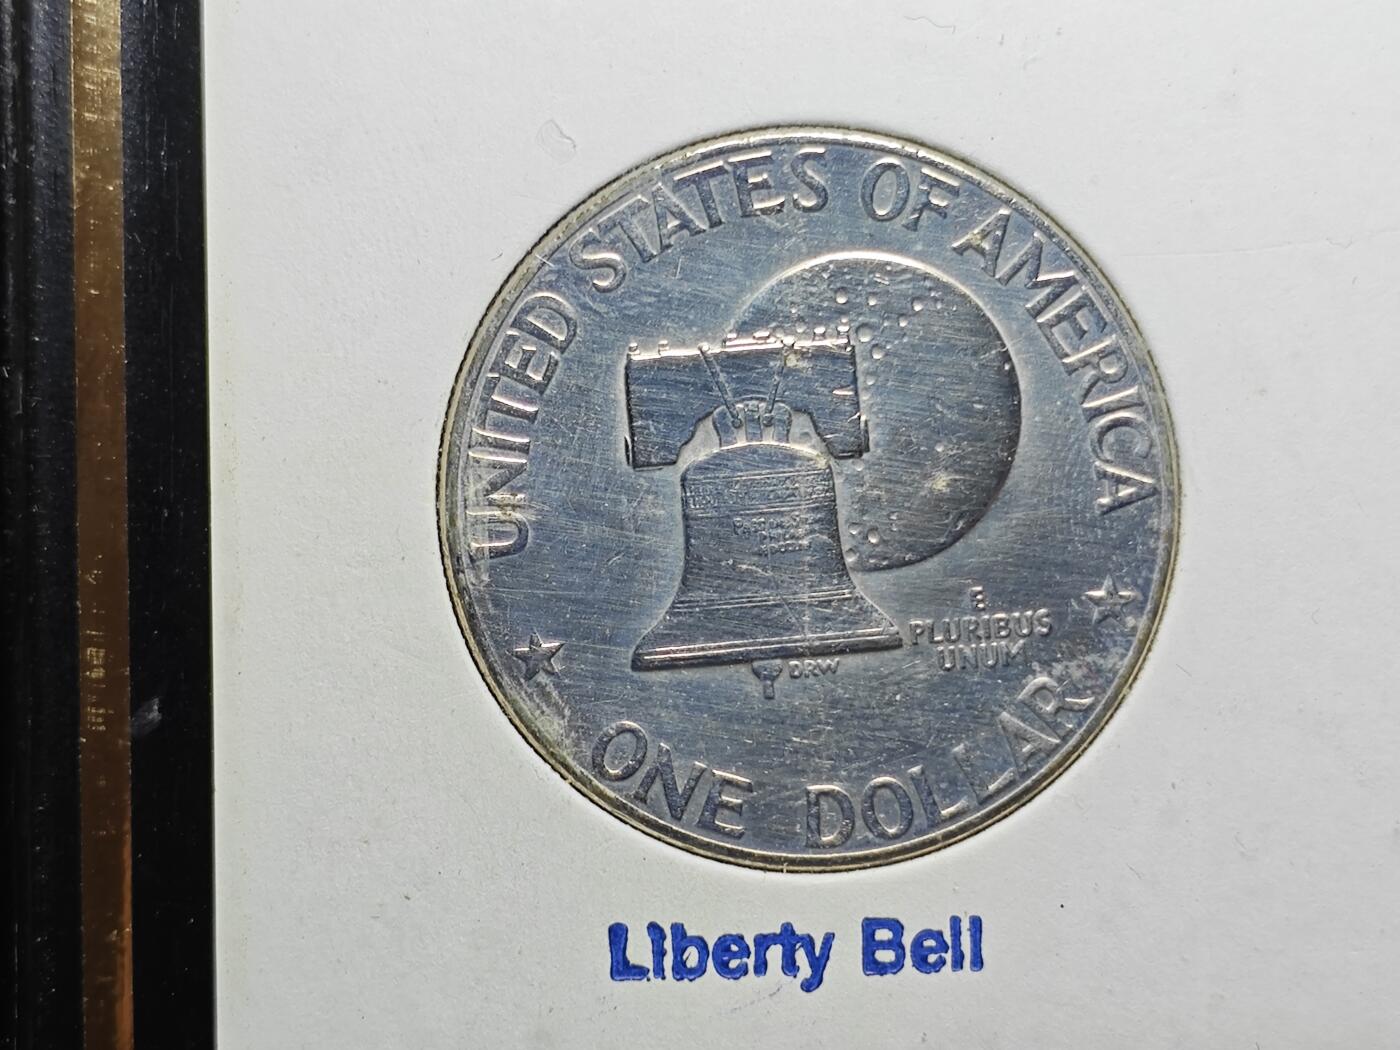 UNITED STATES OF AMERICA
E
PLURIBUS
UNUM
DRW
ONE DOLLAR
Liberty Bell